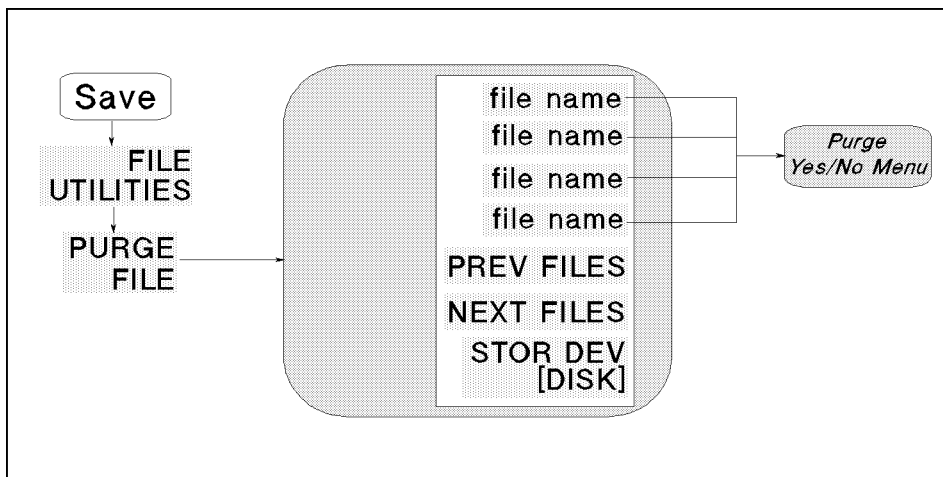 Save
FILE
UTILITIES
PURGE
FILE
file name
file name
file name
file name
PREV FILES
NEXT FILES
STOR DEV
[DISK]
Purge
Yes/No Menu